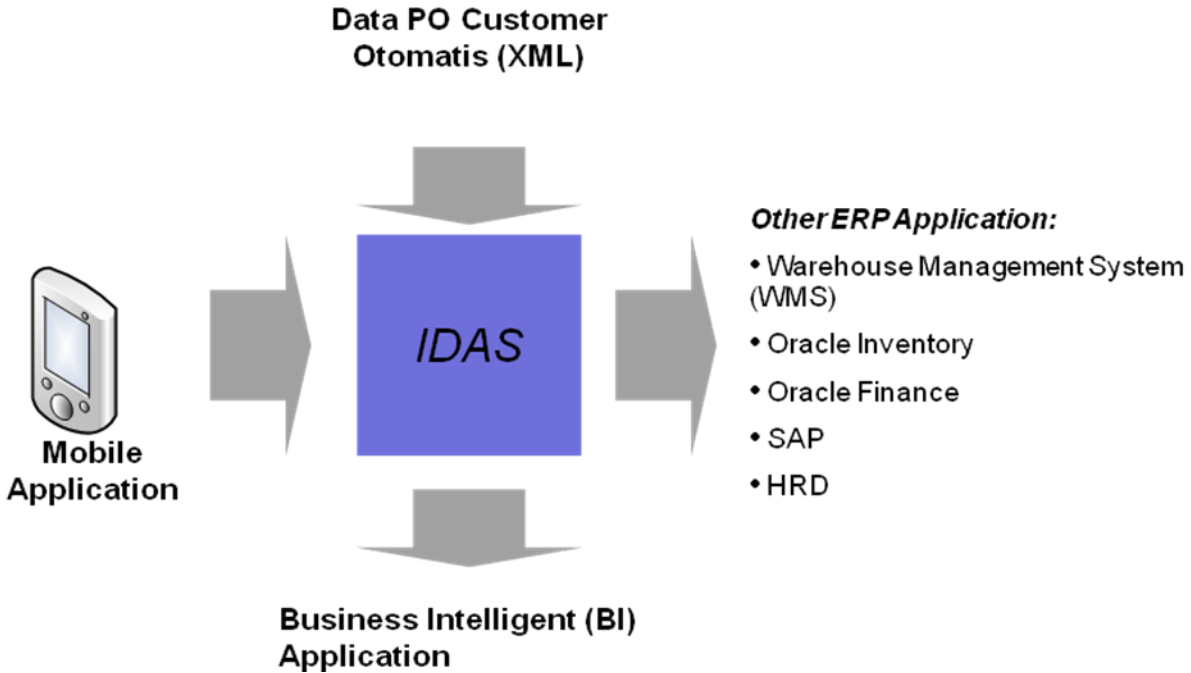 Data PO Customer
Otomatis (XML)
Other ERP Application:
• Warehouse Management System
(WMS)
• Oracle Inventory
• Oracle Finance
• SAP
• HRD
IDAS
Mobile
Application
Business Intelligent (BI)
Application